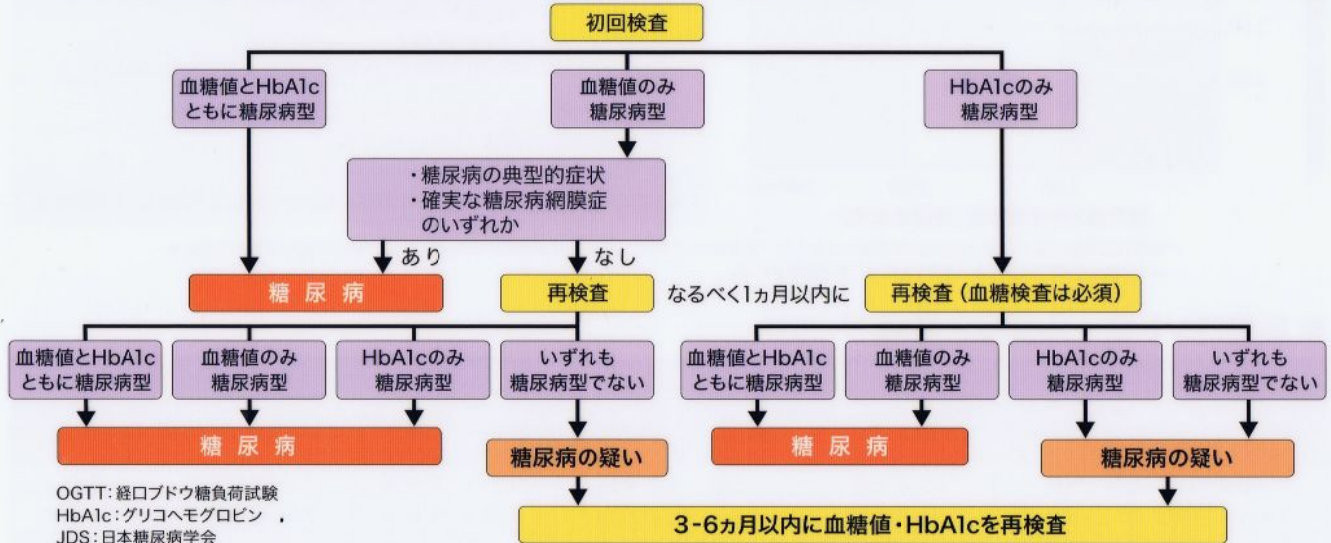 初回検査
血糖値とHbA1c
ともに糖尿病型
血糖値のみ
糖尿病型
HbA1cのみ
糖尿病型
・糖尿病の典型的症状
・確実な糖尿病網膜症
のいずれか
あり
なし
糖尿病
再検査
なるべく1ヵ月以内に
再検査（血糖検査は必須）
血糖値とHbA1c
ともに糖尿病型
血糖値のみ
糖尿病型
HbA1cのみ
糖尿病型
いずれも
糖尿病型でない
血糖値とHbA1c
ともに糖尿病型
血糖値のみ
糖尿病型
HbA1cのみ
糖尿病型
いずれも
糖尿病型でない
糖尿病
糖尿病の疑い
糖尿病
糖尿病の疑い
OGTT：経口ブドウ糖負荷試験
HbA1c：グリコヘモグロビン
JDS：日本糖尿病学会
3-6ヵ月以内に血糖値・HbA1cを再検査